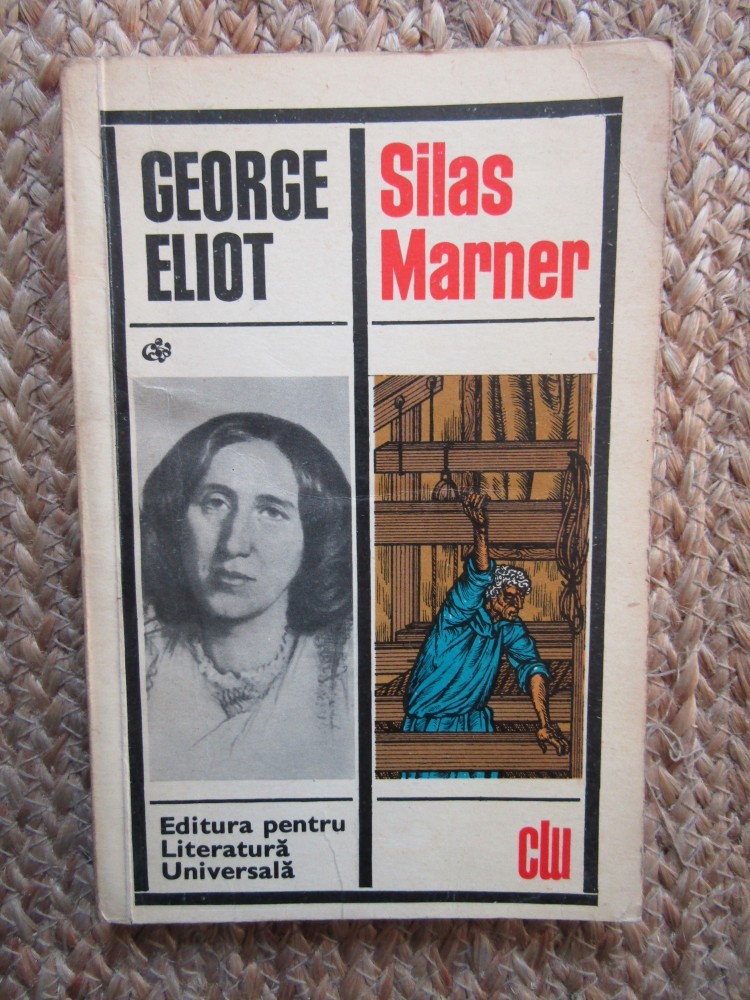 GEORGE
ELIOT
Silas
Marner
Editura pentru
Literatură
Universală
clu